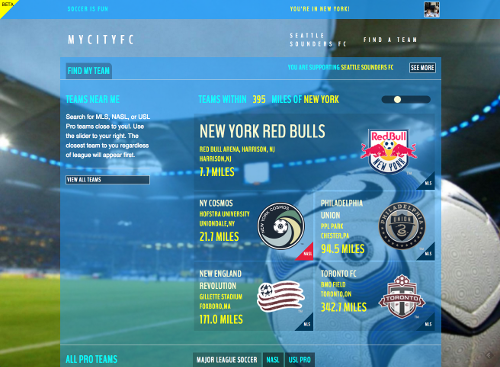 BETA
SOCCER IS FUN
YOU'RE IN NEW YORK!
MYCITYFC
SEATTLE
SOUNDERS FC
FIND A TEAM
FIND MY TEAM
YOU ARE SUPPORTING SEATTLE SOUNDERS FC
SEE MORE
TEAMS NEAR ME
Search for MLS, NASL, or USL
Pro teams close to you! Use
the slider to your right. The
closest team to you regardless
of league will appear first.
VIEW ALL TEAMS
TEAMS WITHIN 395 MILES OF NEW YORK
NEW YORK RED BULLS
RED BULL ARENA, HARRISON, NJ
HARRISON,NJ
7.7 MILES
Red Bull
NEW YORK
MLS
NY COSMOS
HOFSTRA UNIVERSITY
UNIONDALE,NY
21.7 MILES
NEW YORK COSMOS
NASL
PHILADELPHIA
UNION
PPL PARK
CHESTER,PA
94.5 MILES
PHILADELPHIA
UNION
MLS
NEW ENGLAND
REVOLUTION
GILLETTE STADIUM
FOXBORO,MA
171.0 MILES
MLS
TORONTO FC
BMO FIELD
TORONTO,ON
342.7 MILES
TORONTO
MLS
ALL PRO TEAMS
MAJOR LEAGUE SOCCER
NASL
USL PRO